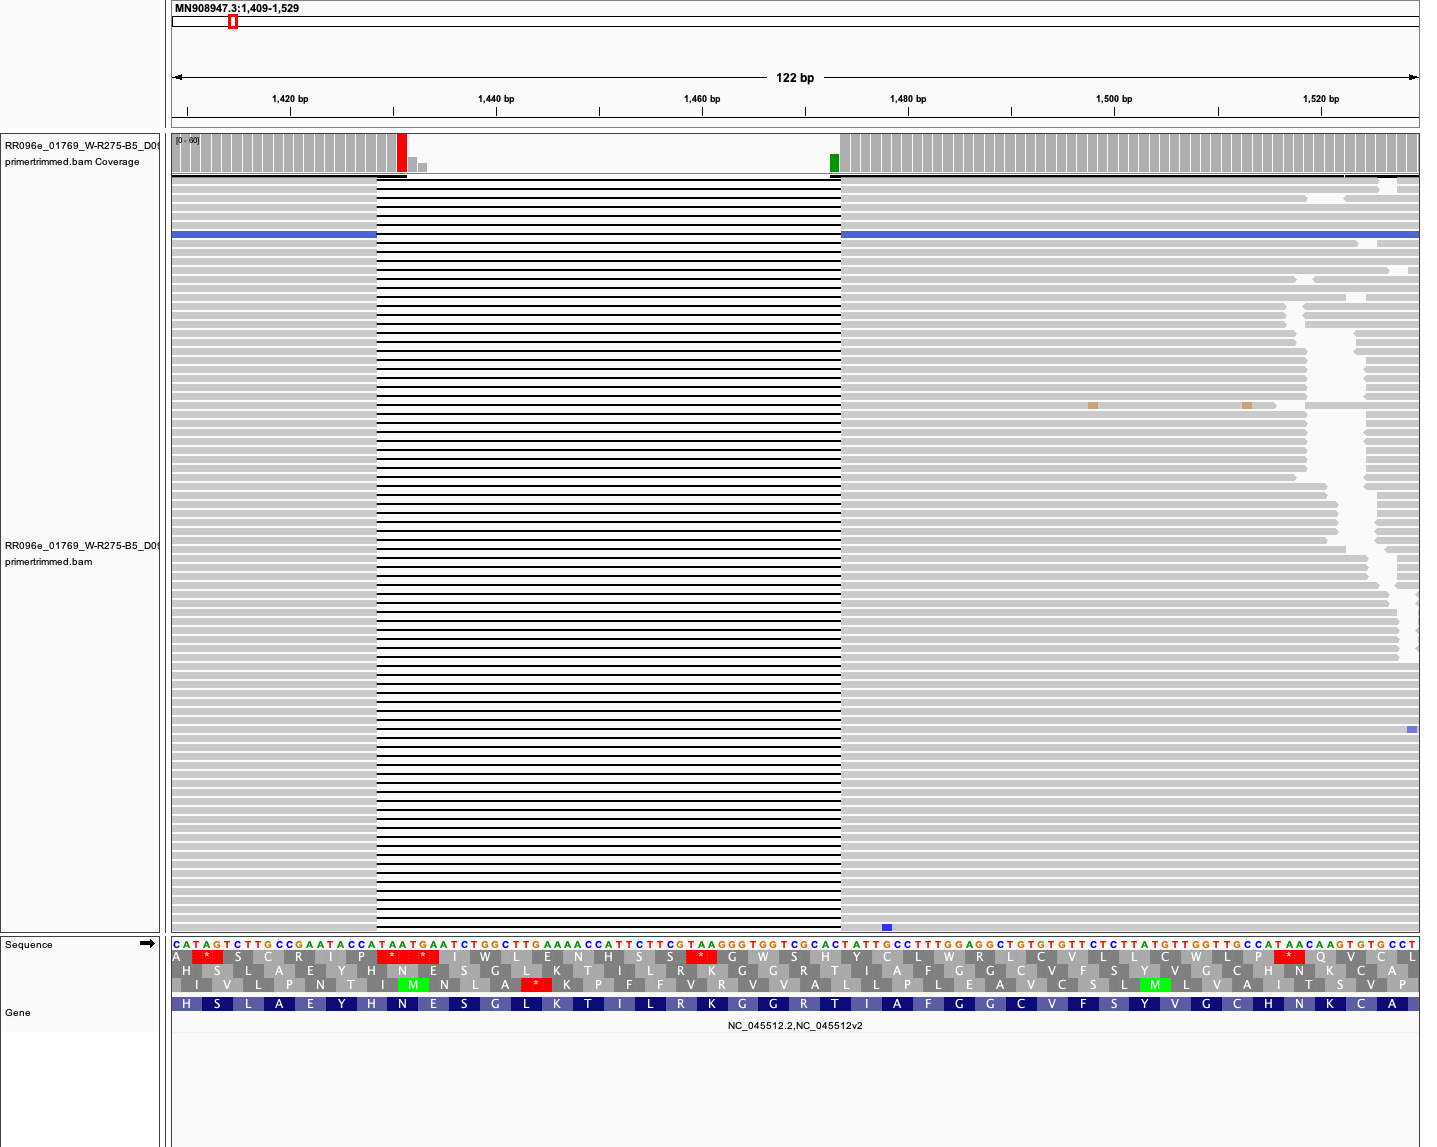 MN908947.3:1,409-1,529
122 bp
1,420 bp 1,440 bp 1,460 bp 1,480 bp 1,500 bp 1,520 bp
RR096e_01769_W-R275-B5_D09
primertrimmed.bam Coverage
[0 - 60]
RR096e_01769_W-R275-B5_D09
primertrimmed.bam
Sequence
CATAGTCTTGCCGAATACCATAATGAATCTGGCTTGAAAACCATTCTTCGTAAGGGTGGTCGCACTATTGCCTTTGGAGGCTGTGTGTTCTCTTATGTTGGTTGCCATAACAAGTGTGCCT
A * S C R I P * * I W L E N H S S * G W S H Y C L W R L C V L L C W L P * Q V C L
H S L A E Y H N E S G L K T I L R K G G R T I A F G G C V F S Y V G C H N K C A
I V L P N T I M N L A * K P F F V R V V A L L P L E A V C S L M L V A I T S V P
Gene
H S L A E Y H N E S G L K T I L R K G G R T I A F G G C V F S Y V G C H N K C A
NC_045512.2,NC_045512v2